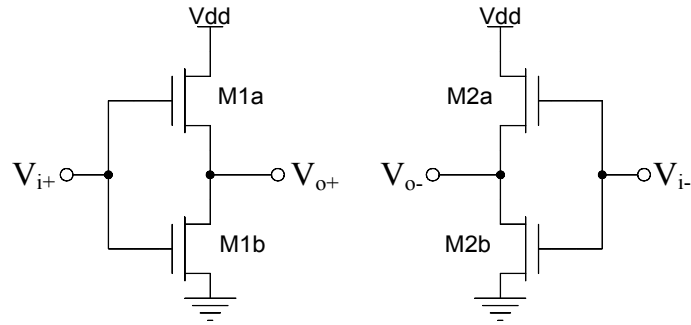 Vdd
Vdd
M1a
M2a
Vi+
Vo+
Vo-
Vi-
M1b
M2b